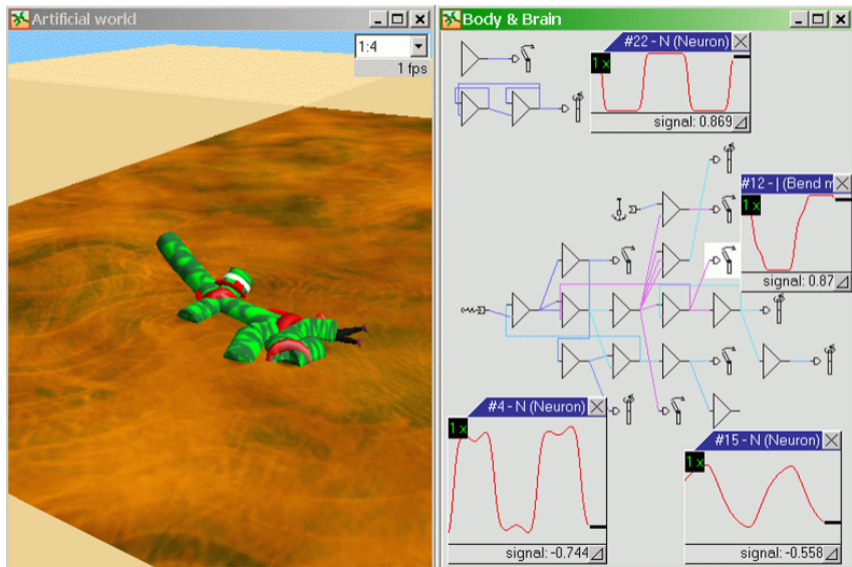 Artificial world
1:4
1 fps
Body & Brain
#22 - N (Neuron)
1 x
signal: 0.869
#12 - | (Bend m
1 x
signal: 0.87
#4 - N (Neuron)
1 x
signal: -0.744
#15 - N (Neuron)
1 x
signal: -0.558